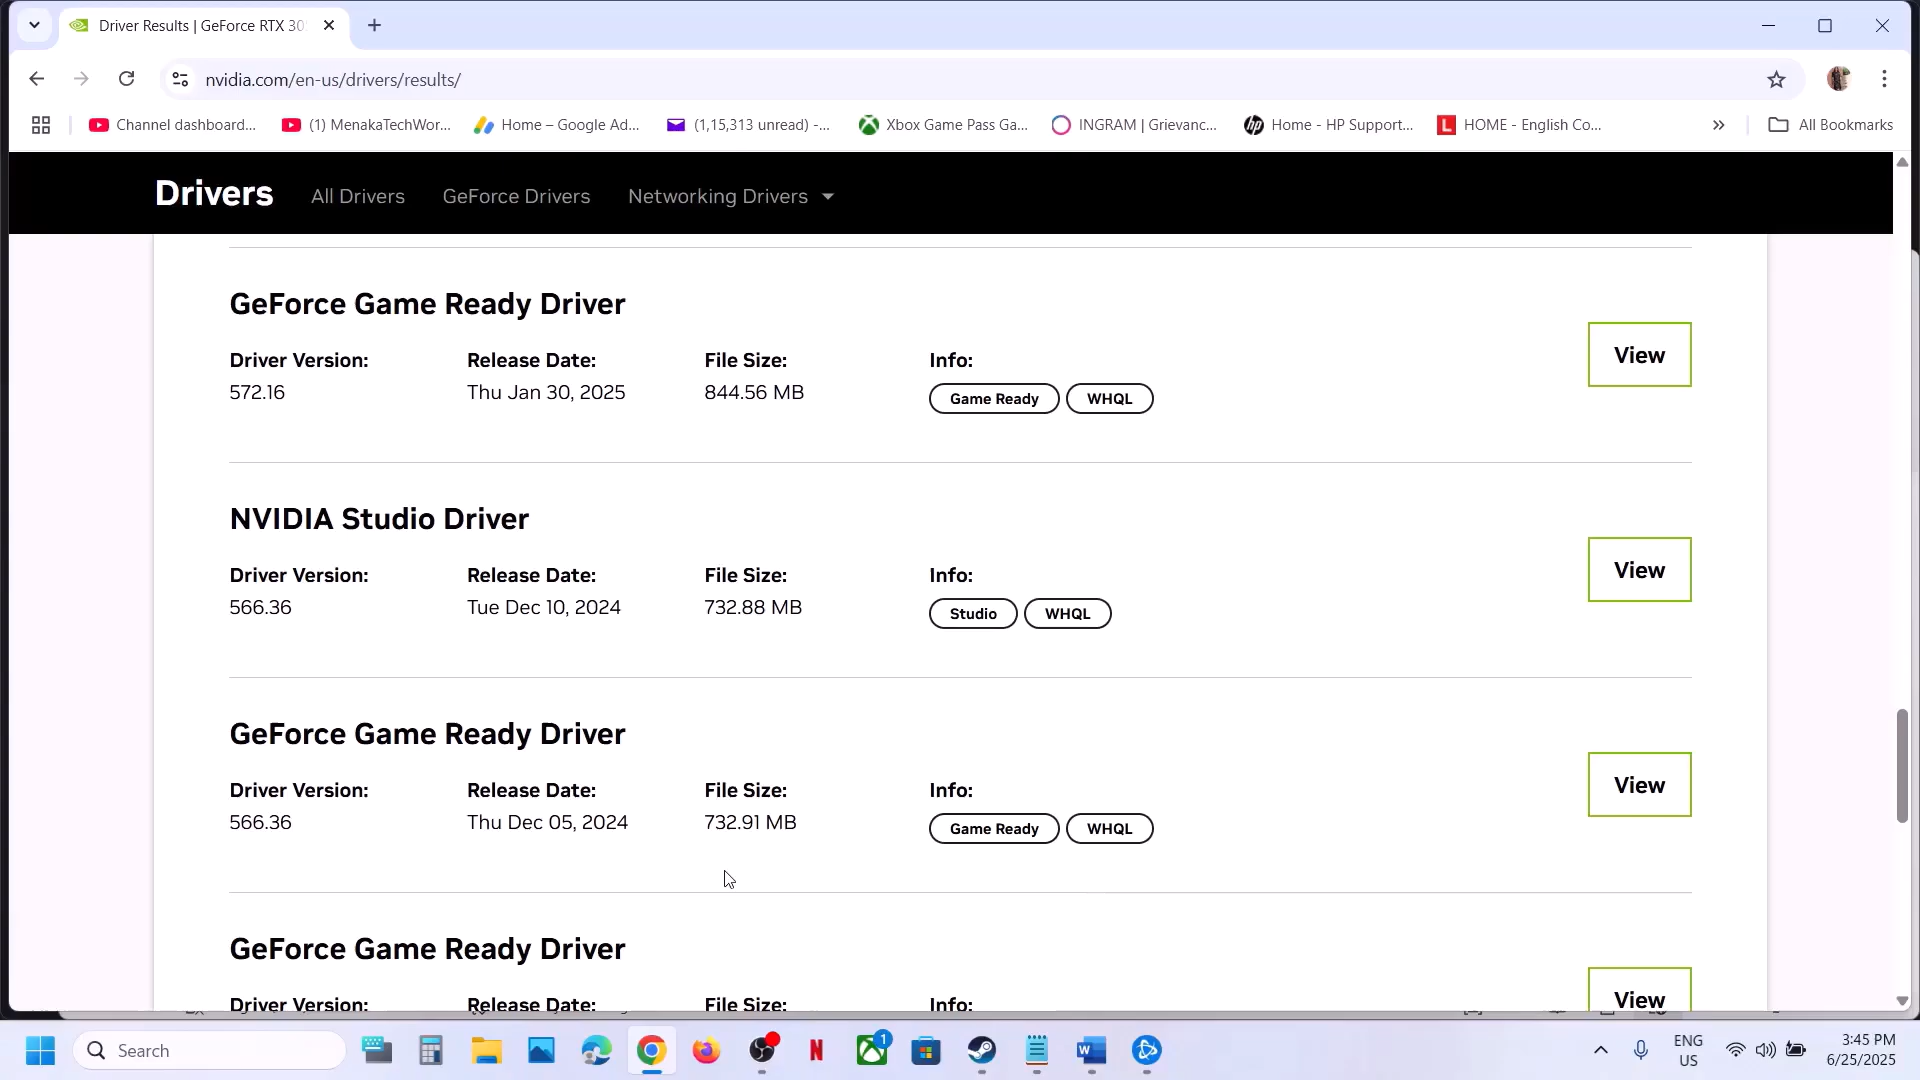 Driver Results | GeForce RTX 30
nvidia.com/en-us/drivers/results/
Channel dashboard...
(1) MenakaTechWor...
Home – Google Ad...
(1,15,313 unread) -...
Xbox Game Pass Ga...
INGRAM | Grievanc...
Home - HP Support...
HOME - English Co...
All Bookmarks
Drivers All Drivers GeForce Drivers Networking Drivers
GeForce Game Ready Driver
Driver Version: Release Date: File Size: Info:
572.16 Thu Jan 30, 2025 844.56 MB Game Ready WHQL
View
NVIDIA Studio Driver
Driver Version: Release Date: File Size: Info:
566.36 Tue Dec 10, 2024 732.88 MB Studio WHQL
View
GeForce Game Ready Driver
Driver Version: Release Date: File Size: Info:
566.36 Thu Dec 05, 2024 732.91 MB Game Ready WHQL
View
GeForce Game Ready Driver
Driver Version: Release Date: File Size: Info:
View
Search
1
ENG
US
3:45 PM
6/25/2025